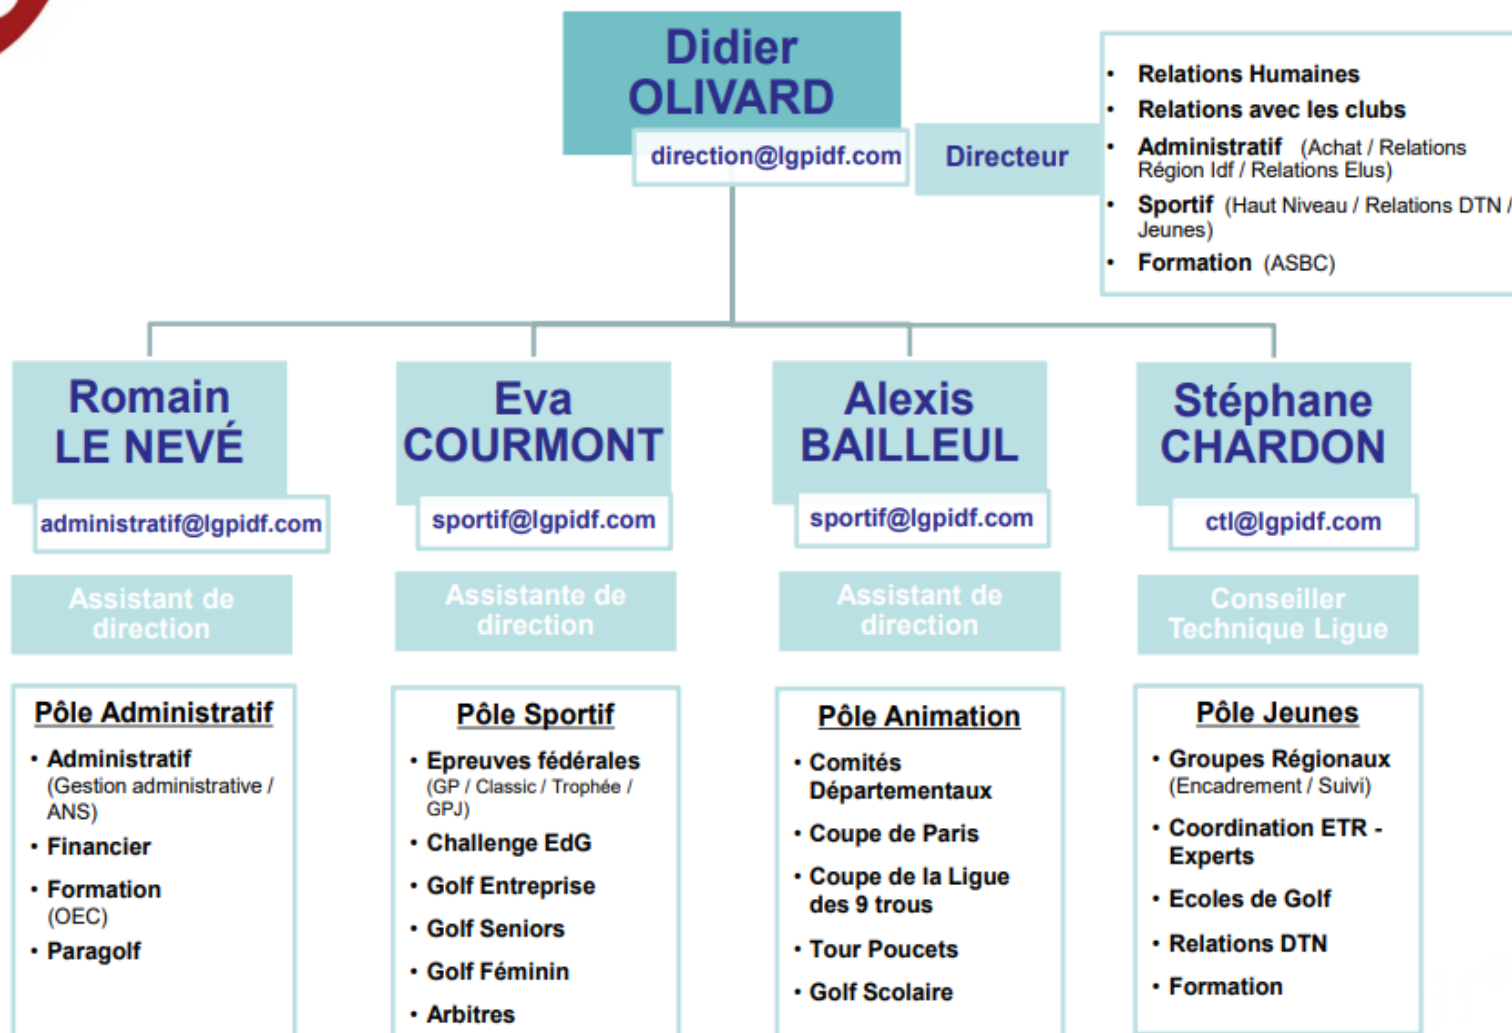 Didier
OLIVARD
direction@lgpidf.com
Directeur
• Relations Humaines
• Relations avec les clubs
• Administratif (Achat / Relations
Région Idf / Relations Elus)
• Sportif (Haut Niveau / Relations DTN /
Jeunes)
• Formation (ASBC)
Romain
LE NEVÉ
administratif@lgpidf.com
Assistant de
direction
Pôle Administratif
• Administratif
(Gestion administrative /
ANS)
• Financier
• Formation
(OEC)
• Paragolf
Eva
COURMONT
sportif@lgpidf.com
Assistante de
direction
Pôle Sportif
• Epreuves fédérales
(GP / Classic / Trophée /
GPJ)
• Challenge EdG
• Golf Entreprise
• Golf Seniors
• Golf Féminin
• Arbitres
Alexis
BAILLEUL
sportif@lgpidf.com
Assistant de
direction
Pôle Animation
• Comités
Départementaux
• Coupe de Paris
• Coupe de la Ligue
des 9 trous
• Tour Poucets
• Golf Scolaire
Stéphane
CHARDON
ctl@lgpidf.com
Conseiller
Technique Ligue
Pôle Jeunes
• Groupes Régionaux
(Encadrement / Suivi)
• Coordination ETR -
Experts
• Ecoles de Golf
• Relations DTN
• Formation